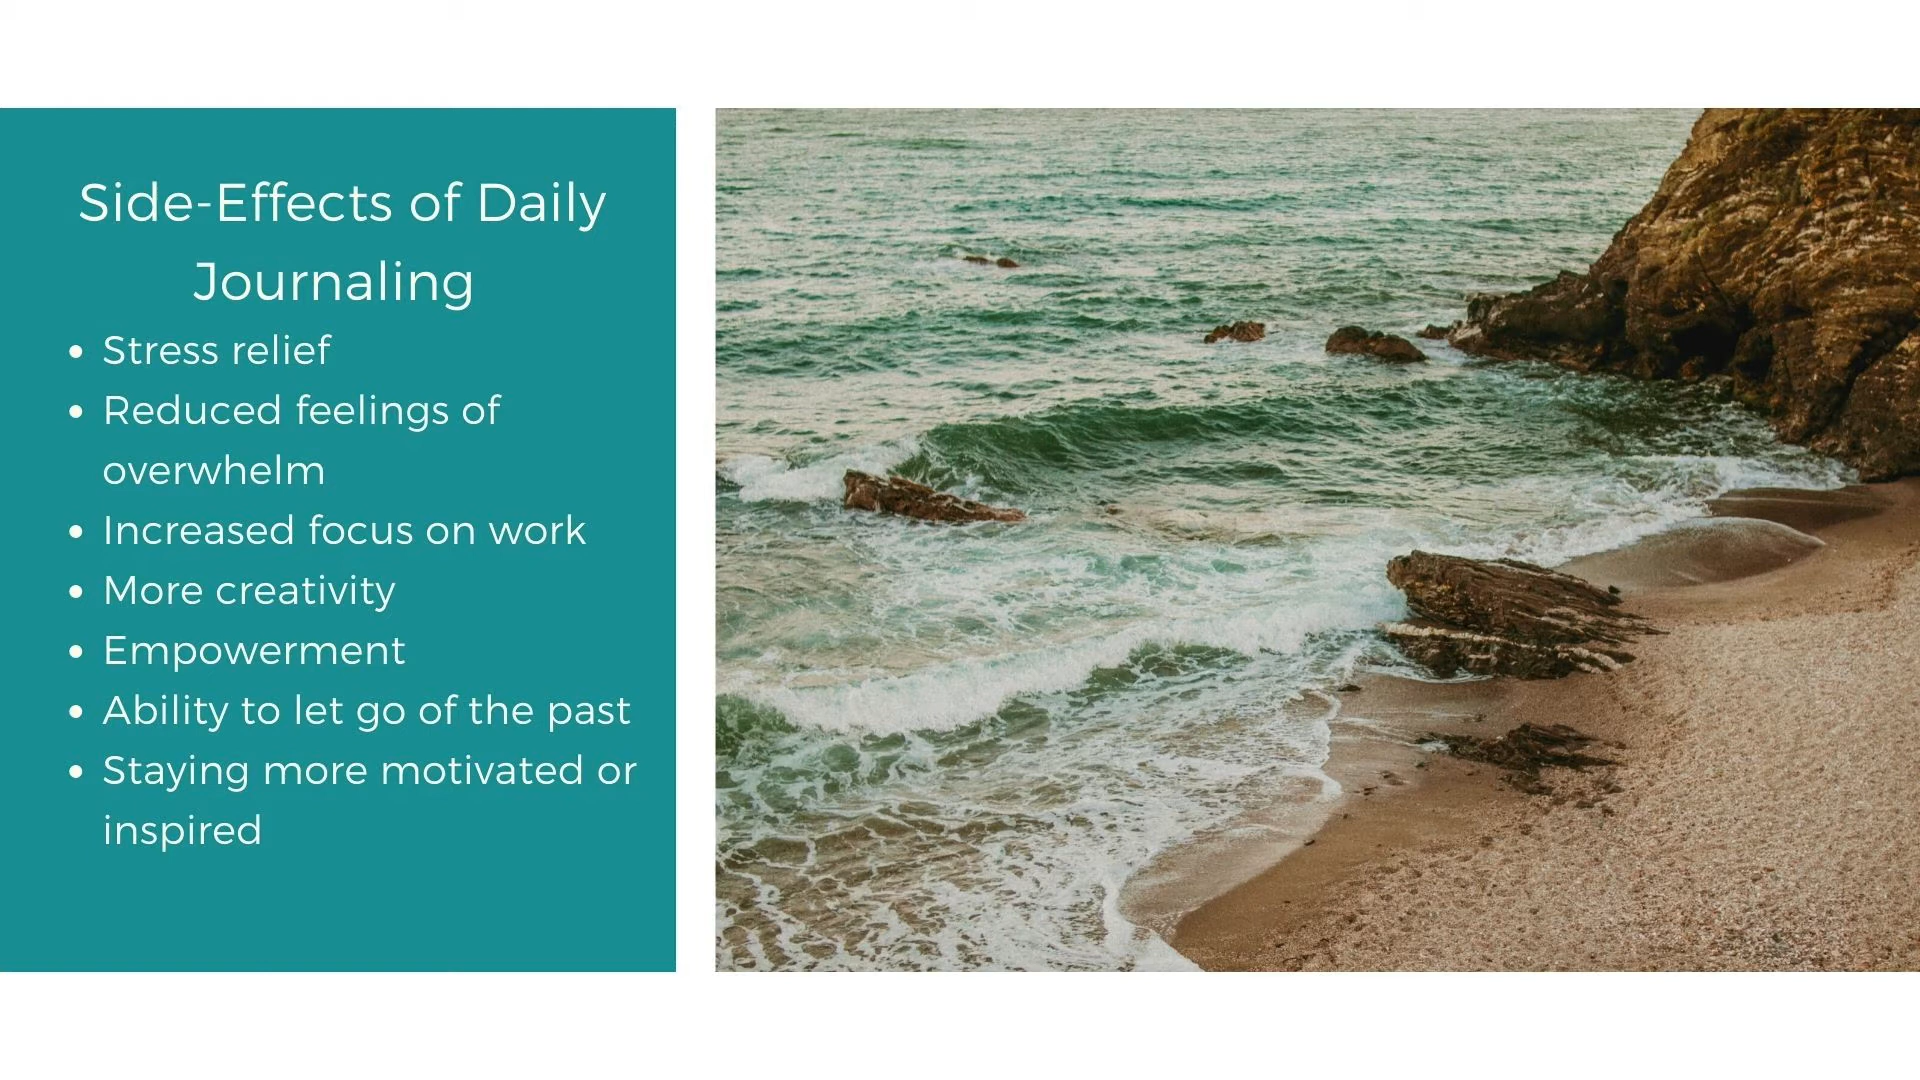 Side-Effects of Daily
Journaling
• Stress relief
• Reduced feelings of
overwhelm
• Increased focus on work
• More creativity
• Empowerment
• Ability to let go of the past
• Staying more motivated or
inspired